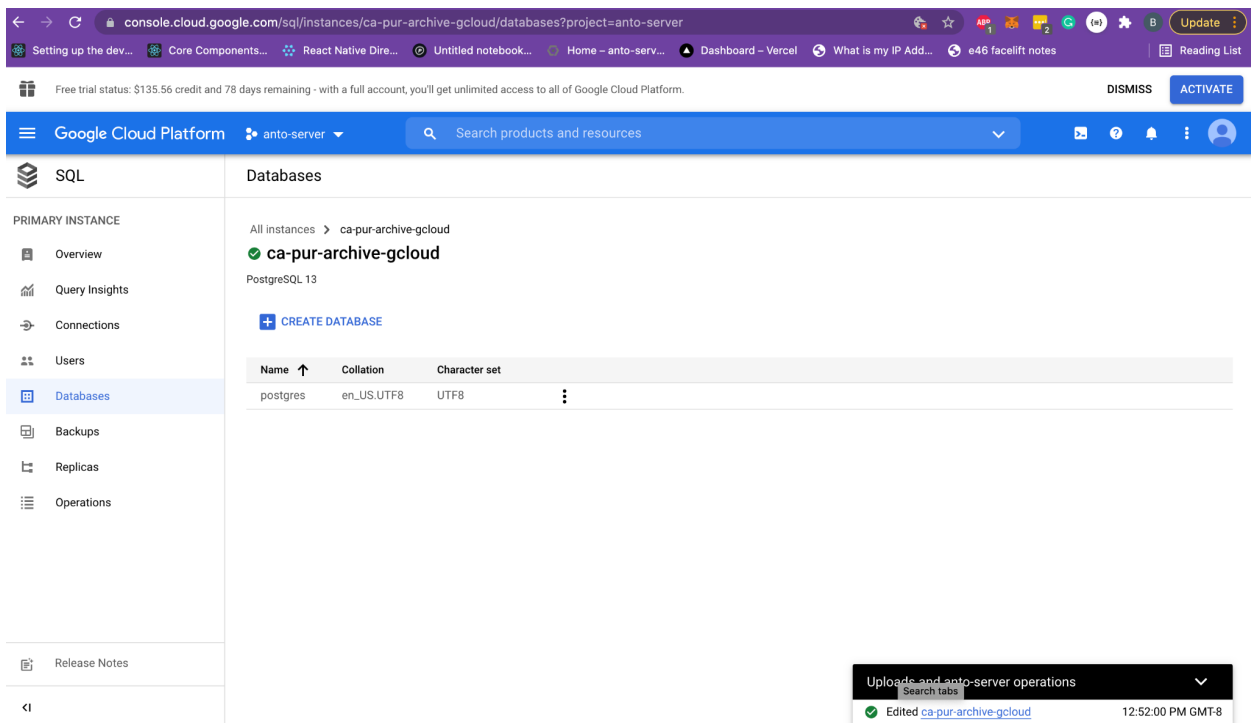 console.cloud.google.com/sql/instances/ca-pur-archive-gcloud/databases?project=anto-server
ABP 1 2 G {≡} B Update
Setting up the dev... Core Compone... React Native Dire... Untitled notebook... Home – anto-serv... Dashboard – Vercel What is my IP Add... e46 facelift notes Reading List
Free trial status: $135.56 credit and 78 days remaining - with a full account, you'll get unlimited access to all of Google Cloud Platform. DISMISS ACTIVATE
Google Cloud Platform anto-server Search products and resources
SQL Databases
PRIMARY INSTANCE
All instances > ca-pur-archive-gcloud
Overview
ca-pur-archive-gcloud
PostgreSQL 13
Query Insights
Connections
CREATE DATABASE
Users
Name Collation Character set
Databases
postgres en_US.UTF8 UTF8
Backups
Replicas
Operations
Release Notes
Uploads and anto-server operations
Search tabs
Edited ca-pur-archive-gcloud 12:52:00 PM GMT-8